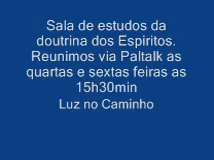 Sala de estudos da
doutrina dos Espiritos.
Reunimos via Paltalk as
quartas e sextas feiras as
15h30min
Luz no Caminho